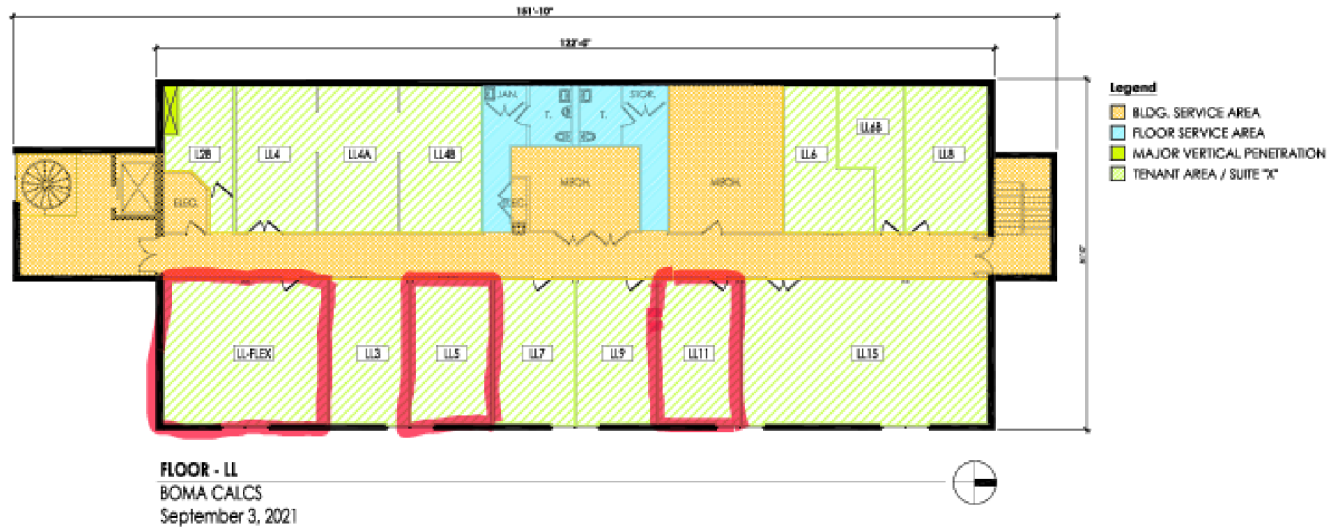 151'-10"
122'-0"
JAN.
T.
T.
STOR.
Legend
BLDG. SERVICE AREA
FLOOR SERVICE AREA
MAJOR VERTICAL PENETRATION
TENANT AREA / SUITE "X"
LL6B
L2B
LL4
LL4A
LL4B
LL6
LL8
MECH.
MECH.
ELEC.
ELEC.
LL-FLEX
LL3
LL5
LL7
LL9
LL11
LL15
FLOOR - LL
BOMA CALCS
September 3, 2021